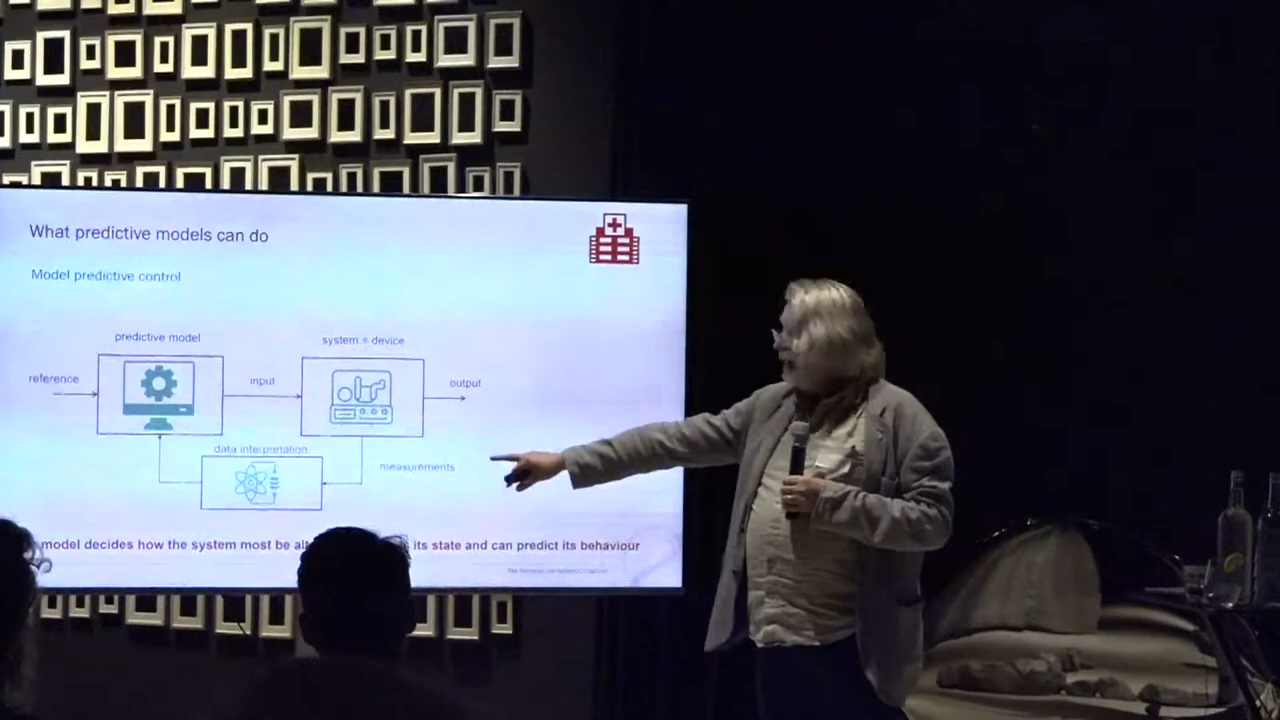 What predictive models can do
Model predictive control
predictive model
system = device
reference
input
output
data interpretation
measurements
model decides how the system most be its state and can predict its behaviour